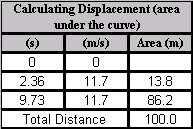 Calculating Displacement (area
under the curve)
(s) (m/s) Area (m)
0 0
2.36 11.7 13.8
9.73 11.7 86.2
Total Distance 100.0